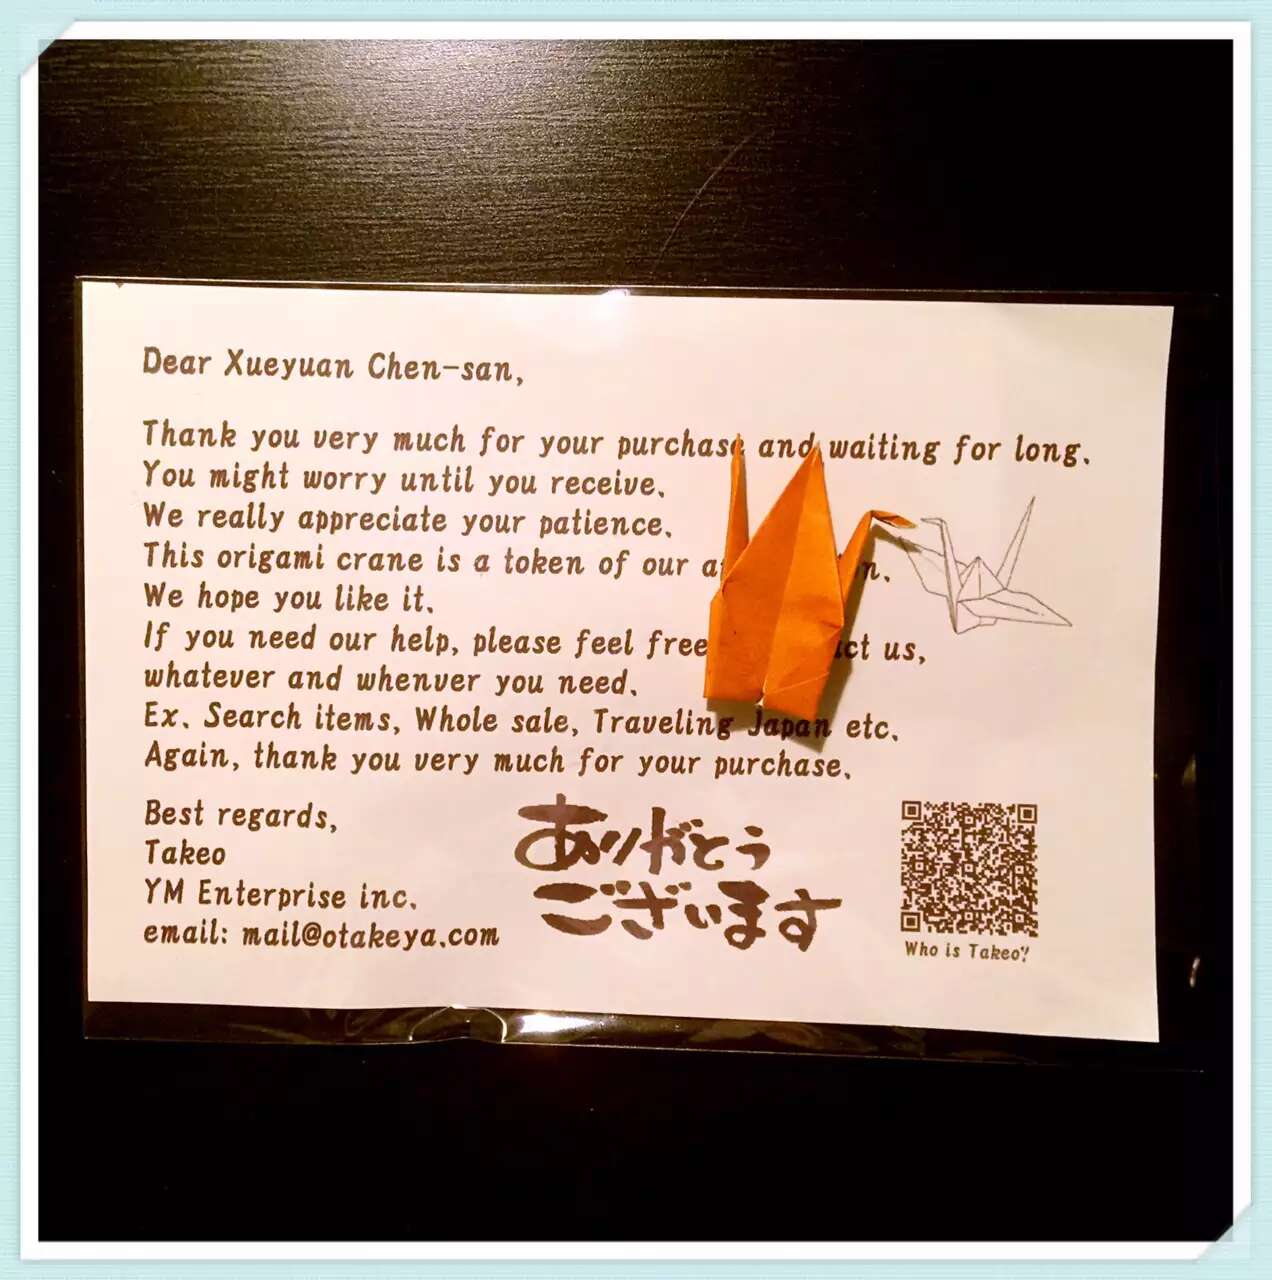 Dear Xueyuan Chen-san,
Thank you very much for your purchase and waiting for long.
You might worry until you receive.
We really appreciate your patience.
This origami crane is a token of our
We hope you like it.
If you need our help, please feel free us,
whatever and whenver you need.
Ex. Search items, Whole sale, Traveling Japan etc.
Again, thank you very much for your purchase.
Best regards,
Takeo
YM Enterprise inc.
email: mail@otakeya.com
ありがとう
ございます
Who is Takeo?